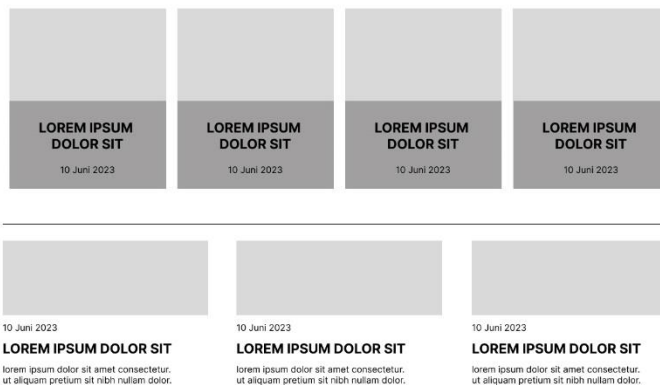 LOREM IPSUM
DOLOR SIT
10 Juni 2023
LOREM IPSUM
DOLOR SIT
10 Juni 2023
LOREM IPSUM
DOLOR SIT
10 Juni 2023
LOREM IPSUM
DOLOR SIT
10 Juni 2023
10 Juni 2023
LOREM IPSUM DOLOR SIT
lorem ipsum dolor sit amet consectetur.
ut aliquam pretium sit nibh nullam dolor.
10 Juni 2023
LOREM IPSUM DOLOR SIT
lorem ipsum dolor sit amet consectetur.
ut aliquam pretium sit nibh nullam dolor.
10 Juni 2023
LOREM IPSUM DOLOR SIT
lorem ipsum dolor sit amet consectetur.
ut aliquam pretium sit nibh nullam dolor.